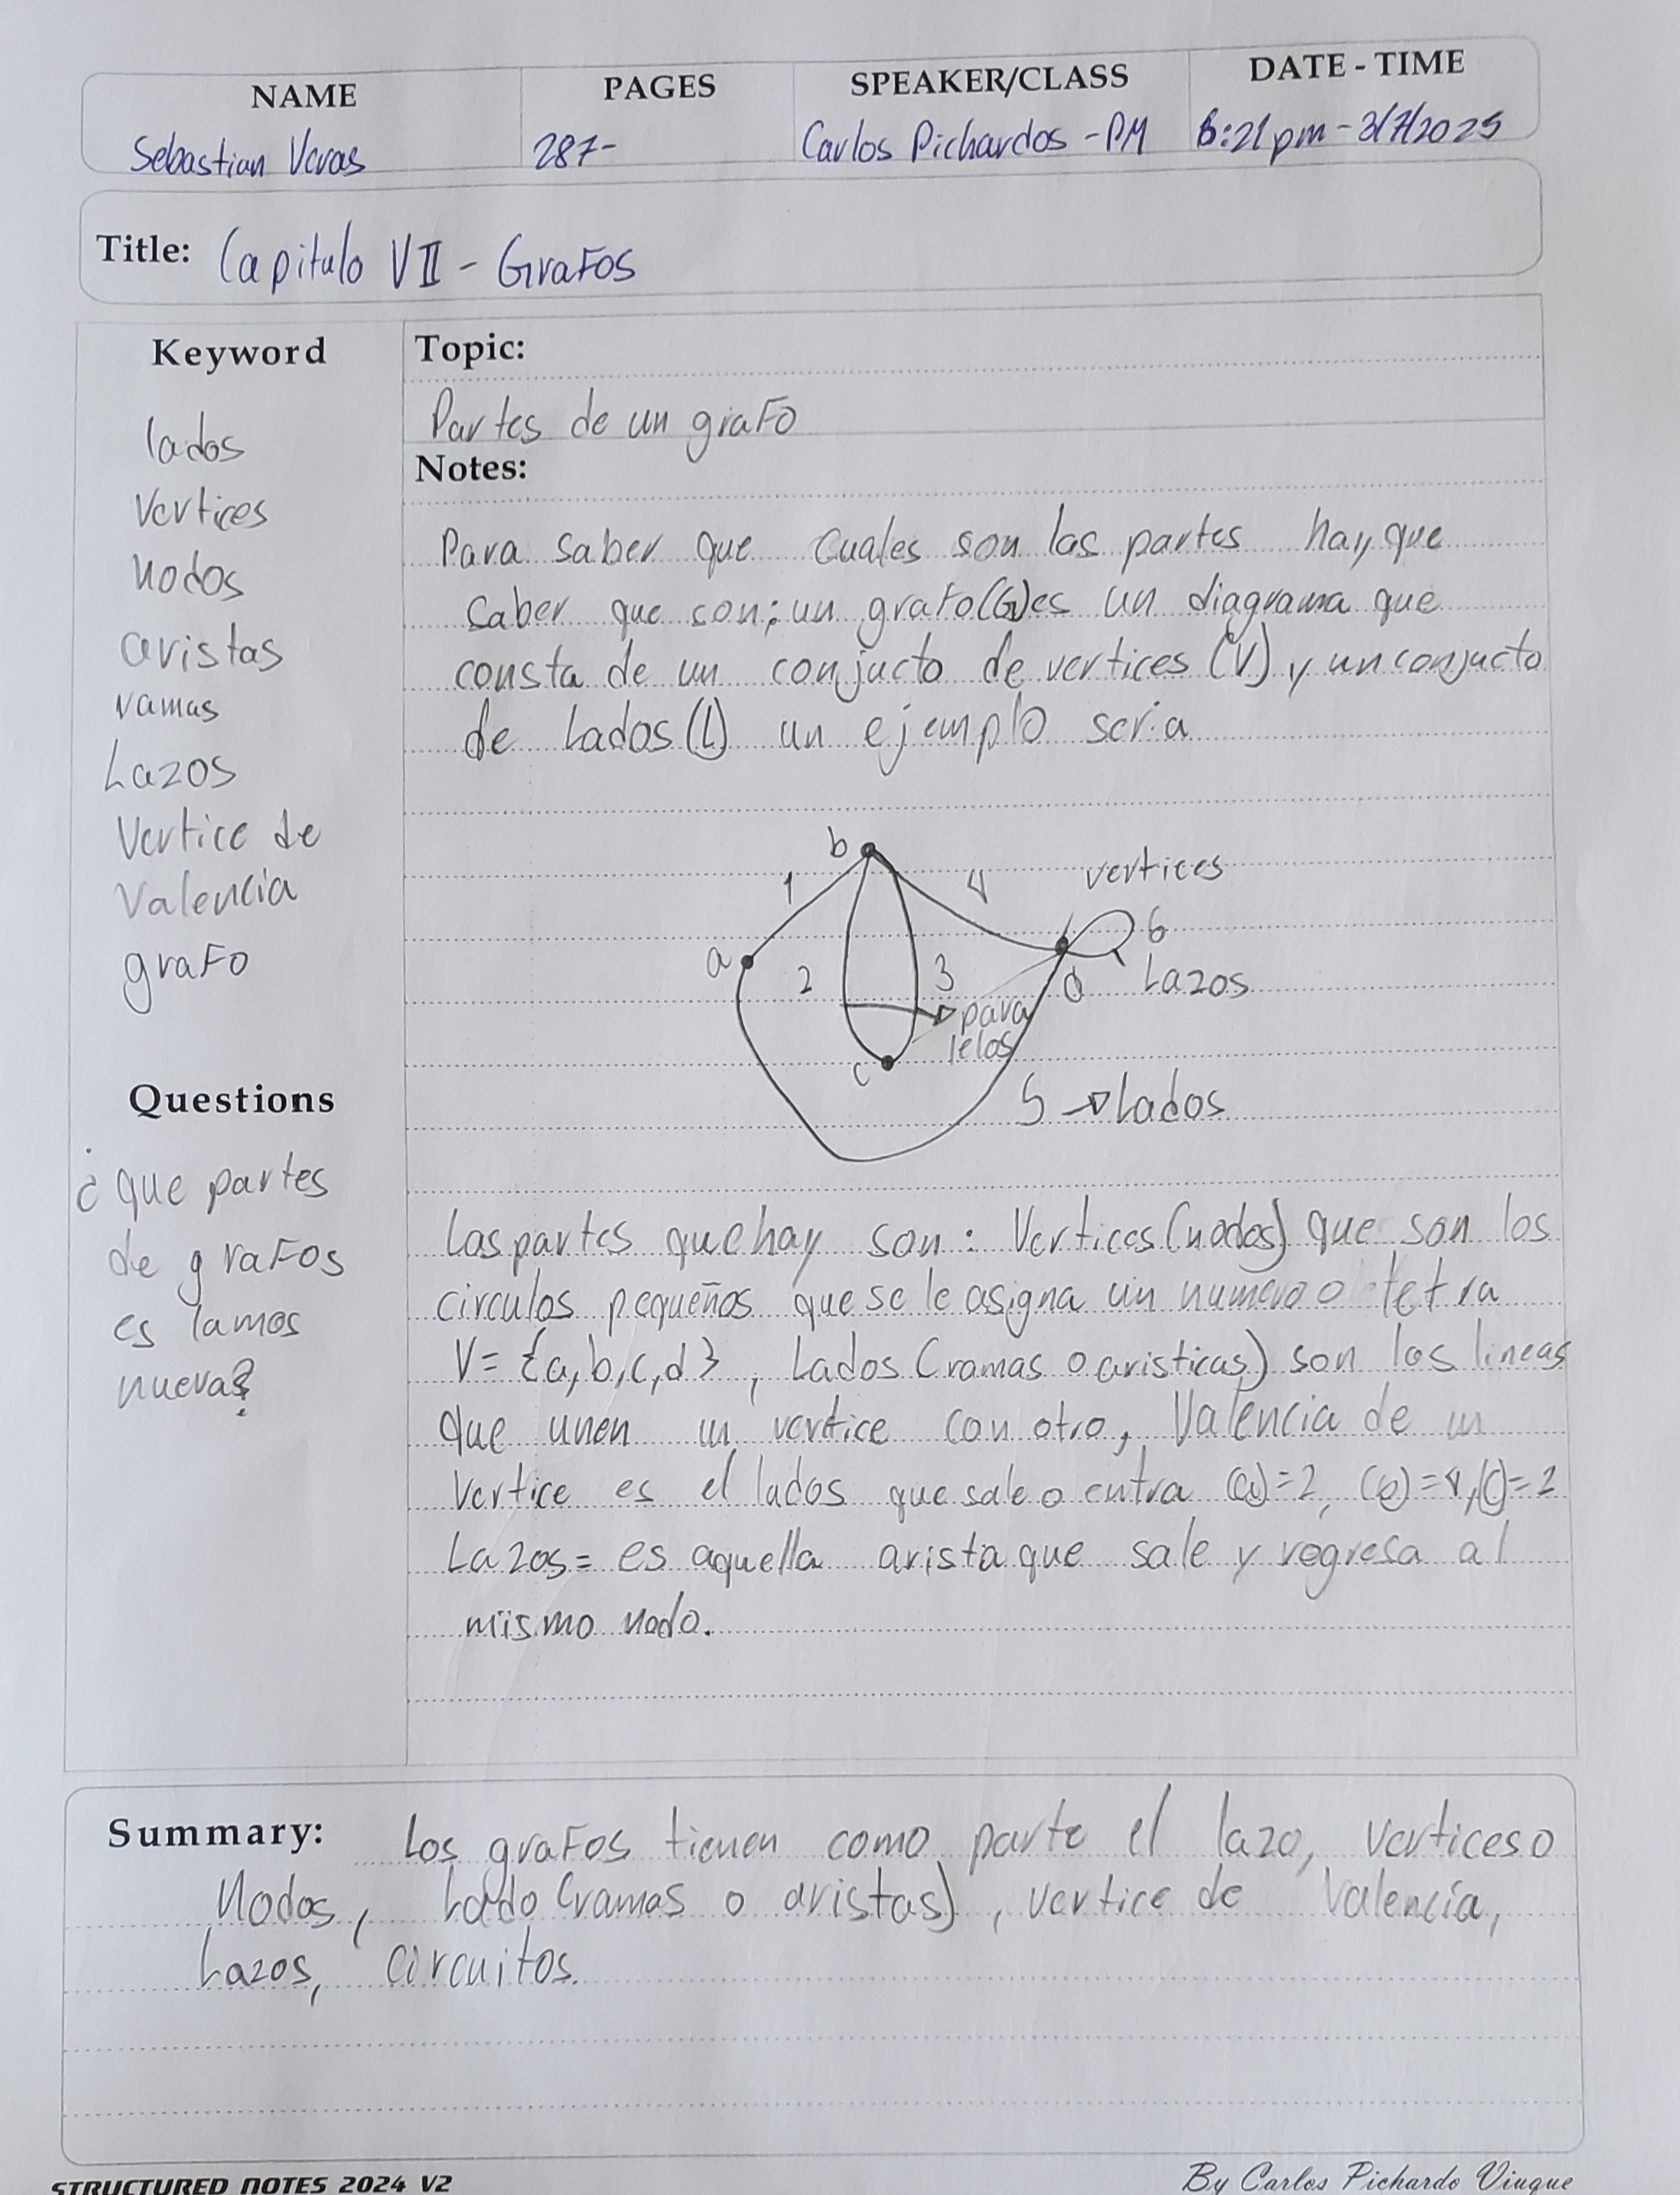 NAME PAGES SPEAKER/CLASS DATE - TIME
Sebastian Veras 287- Carlos Pichardos - PM 6:21 pm - 3/7/2025
Title: Capitulo VII - Grafos
Keyword
lados
Vertices
nodos
aristas
ramas
Lazos
Vertice de
Valencia
grafo
Questions
¿que partes
de grafos
es lamos
nueva?
Topic:
Partes de un grafo
Notes:
Para saber que cuales son las partes hay que
saber que son; un grafo(G) es un diagrama que
consta de un conjucto de vertices (V) y un conjucto
de Lados (L) un ejemplo seria
b
1
4
vertices
a
2
3
6
d
Lazos
para
lelos
c
5 → Lados
Las partes que hay son: Vertices (nodos) que son los
circulos pequeños que se le asigna un numero o letra
V= {a, b, c, d} , Lados (ramas o aristicas) son las lineas
que unen un vertice con otro, Valencia de un
Vertice es el lados que sale o entra (a)=2, (b)=4, (c)=2
Lazos = es aquella arista que sale y regresa al
mismo nodo.
Summary: Los grafos tienen como parte el lazo, vertices o
Nodos, Lado (ramas o aristas), vertice de Valencia,
Lazos, circuitos.
STRUCTURED NOTES 2024 V2 By Carlos Pichardo Viuque